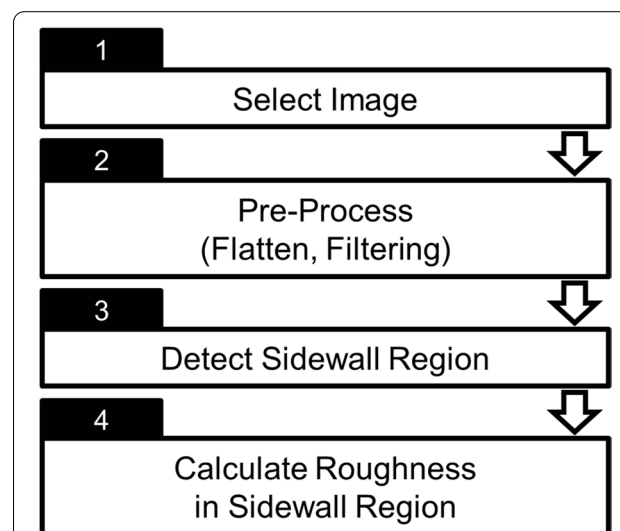 1
Select Image
2
Pre-Process
(Flatten, Filtering)
3
Detect Sidewall Region
4
Calculate Roughness
in Sidewall Region